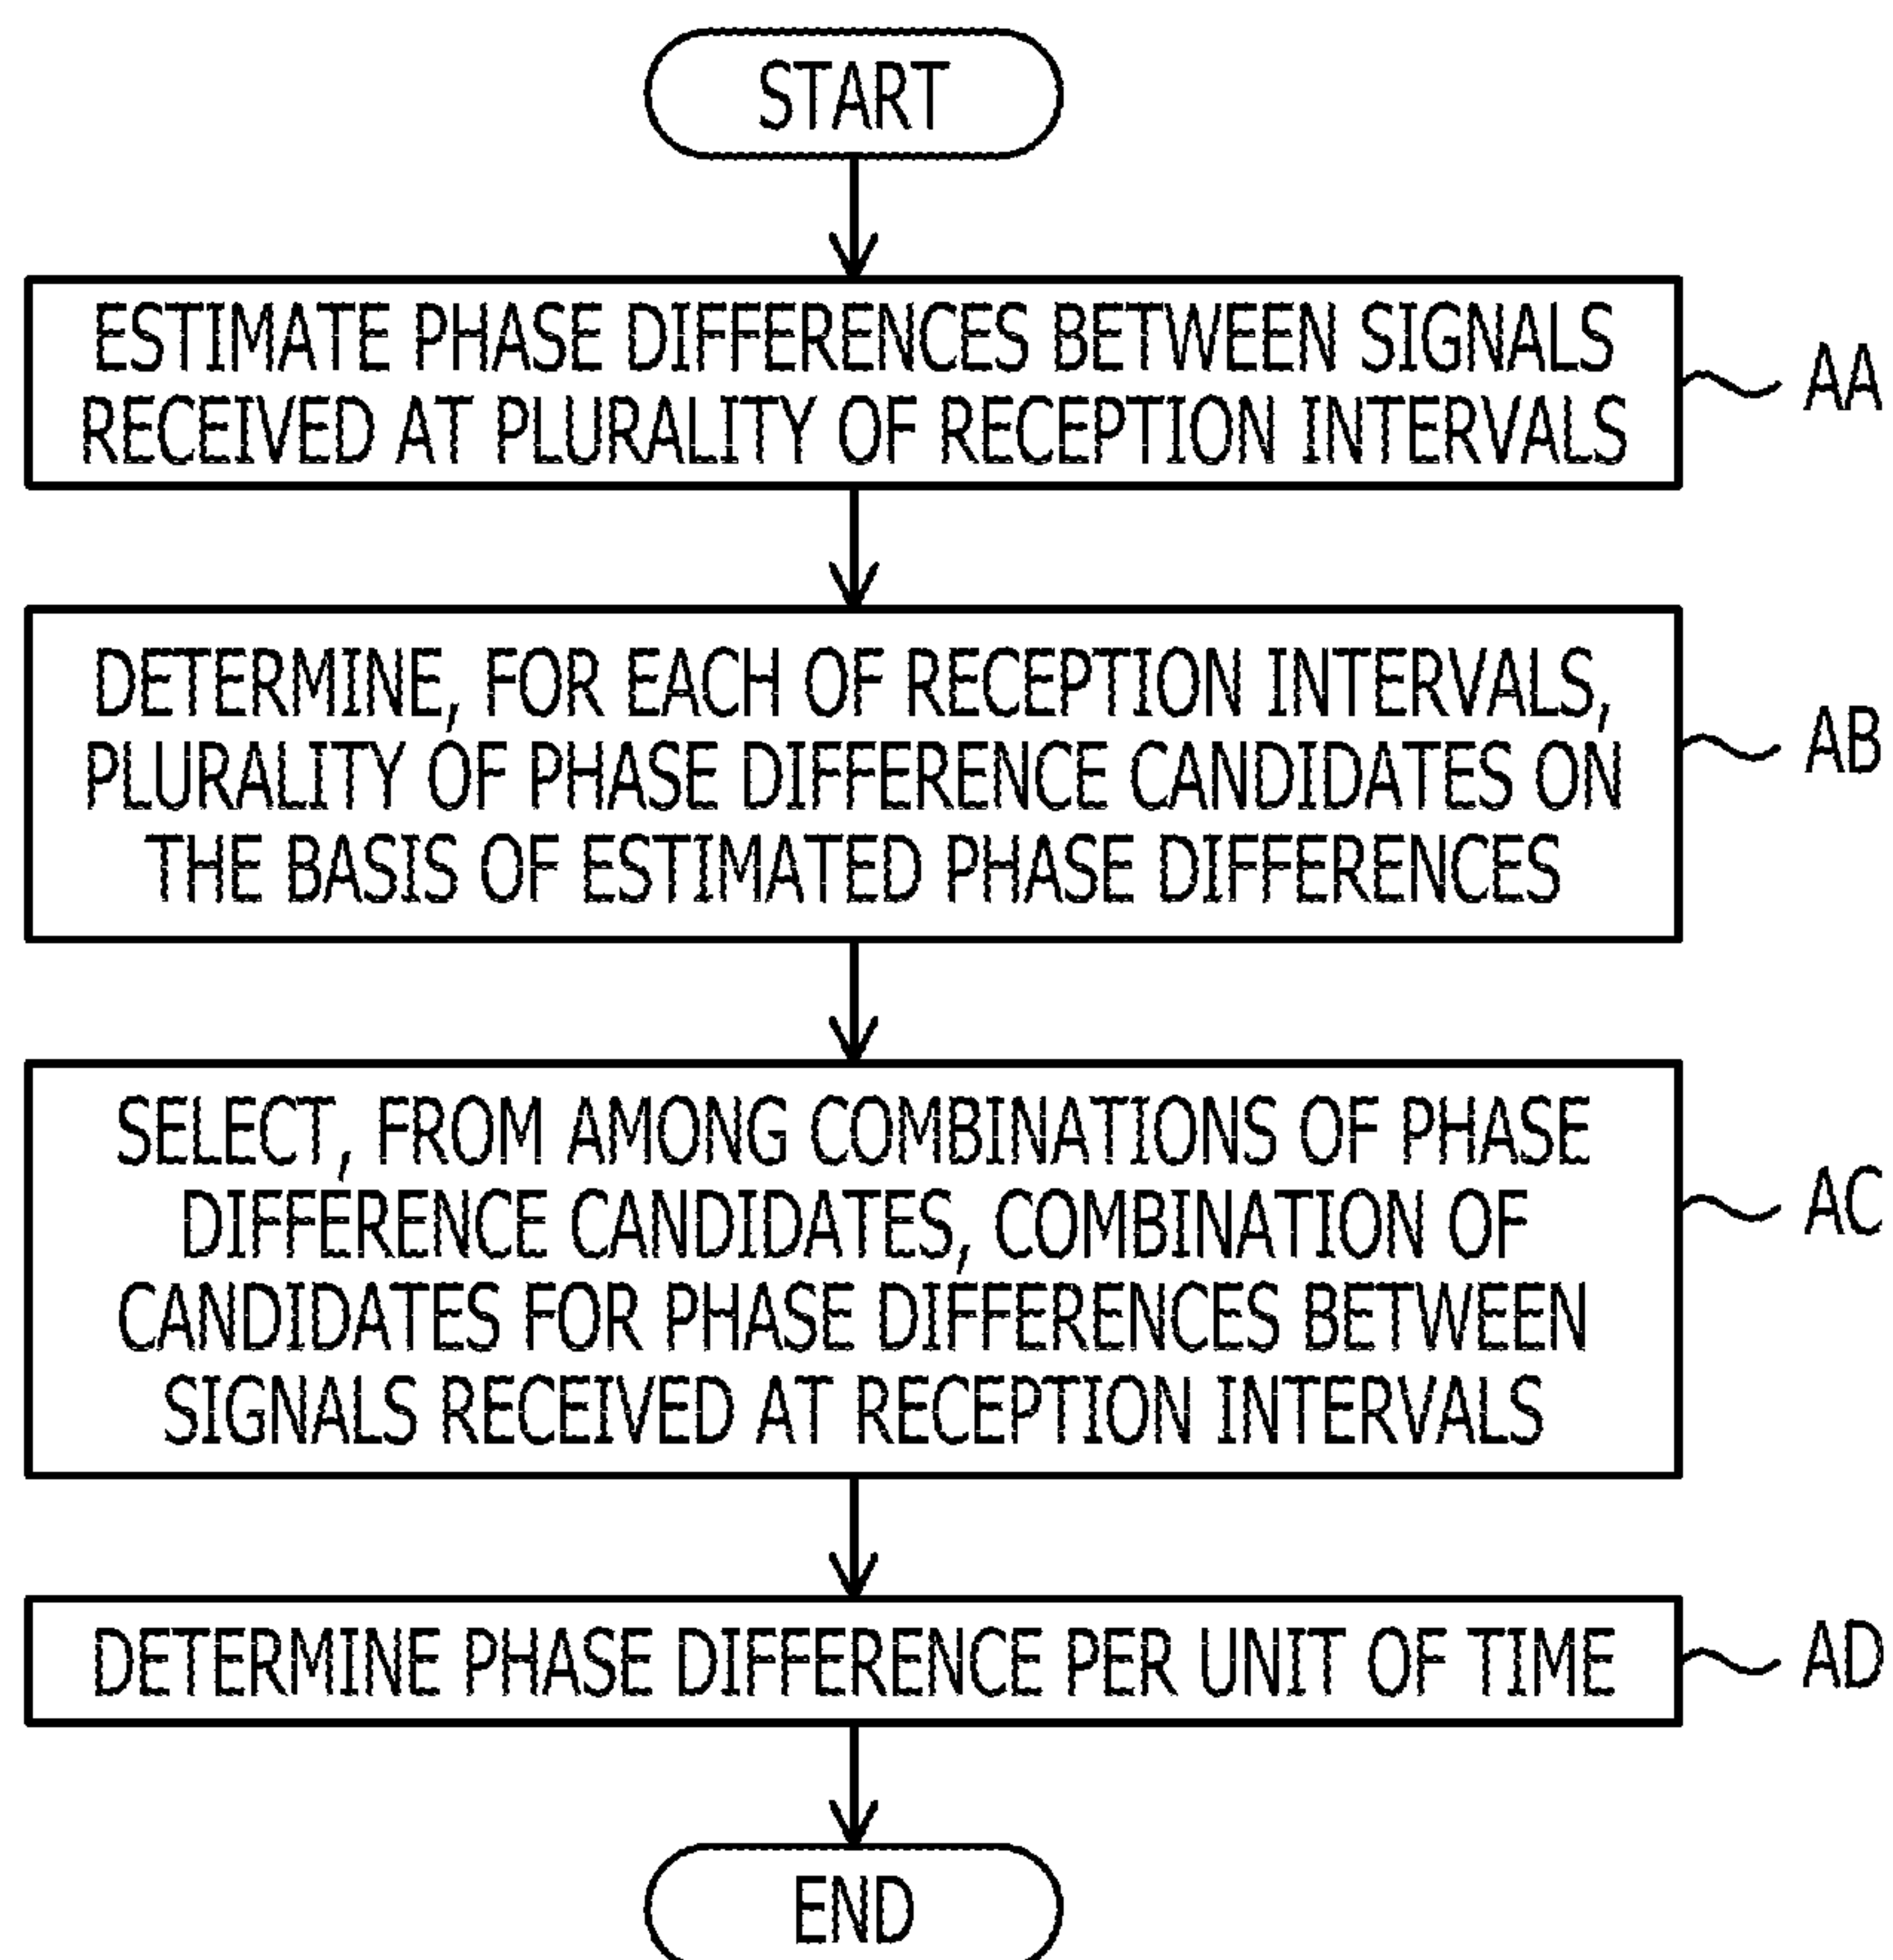 START
ESTIMATE PHASE DIFFERENCES BETWEEN SIGNALS
RECEIVED AT PLURALITY OF RECEPTION INTERVALS
AA
DETERMINE, FOR EACH OF RECEPTION INTERVALS,
PLURALITY OF PHASE DIFFERENCE CANDIDATES ON
THE BASIS OF ESTIMATED PHASE DIFFERENCES
AB
SELECT, FROM AMONG COMBINATIONS OF PHASE
DIFFERENCE CANDIDATES, COMBINATION OF
CANDIDATES FOR PHASE DIFFERENCES BETWEEN
SIGNALS RECEIVED AT RECEPTION INTERVALS
AC
DETERMINE PHASE DIFFERENCE PER UNIT OF TIME
AD
END